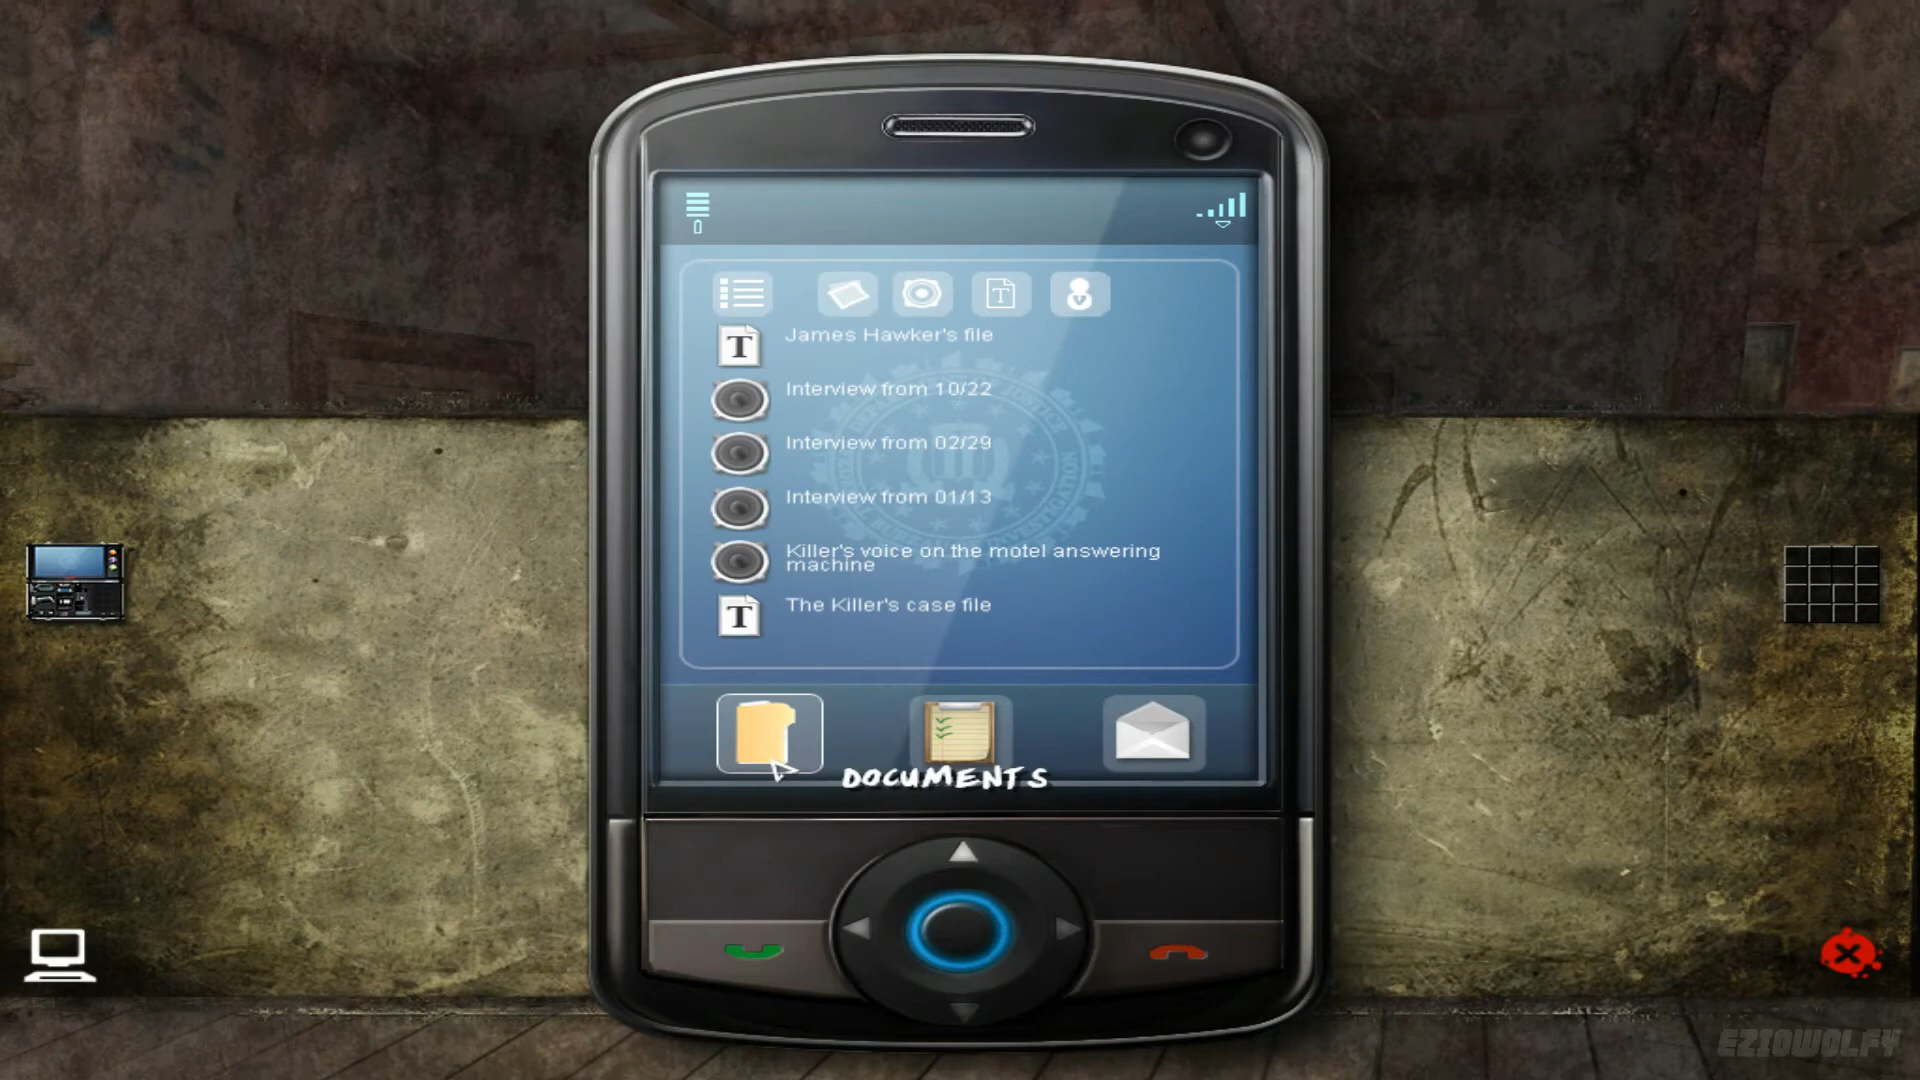 James Hawker's file
Interview from 10/22
Interview from 02/29
Interview from 01/13
Killer's voice on the motel answering
machine
The Killer's case file
DOCUMENTS
EZIOWOLFY